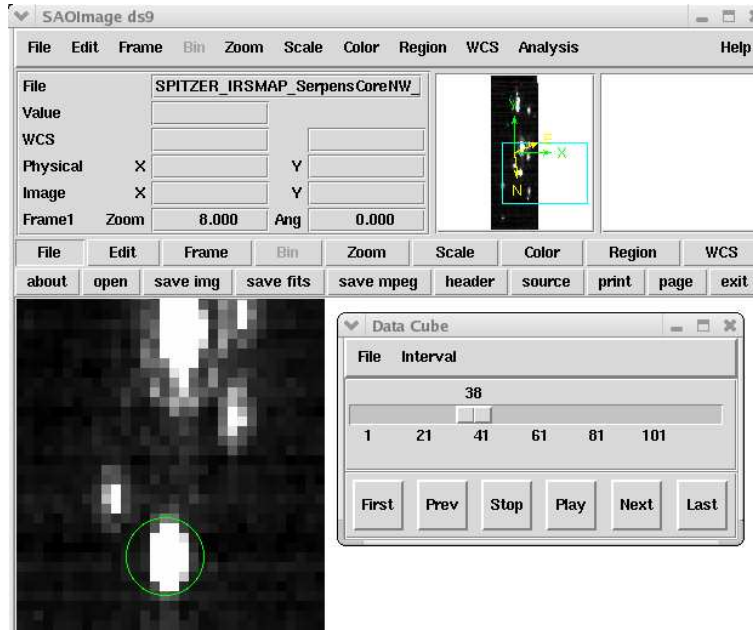 SAOImage ds9
File Edit Frame Bin Zoom Scale Color Region WCS Analysis Help
File SPITZER_IRSMAP_SerpensCoreNW_
Value
WCS
Physical X Y
Image X Y
Frame1 Zoom 8.000 Ang 0.000
Y X E N
File Edit Frame Bin Zoom Scale Color Region WCS
about open save img save fits save mpeg header source print page exit
Data Cube
File Interval
38
1 21 41 61 81 101
First Prev Stop Play Next Last